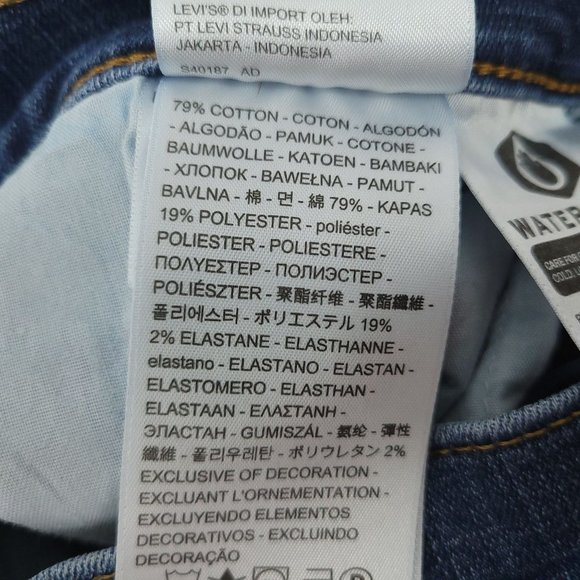 LEVI'S® DI IMPORT OLEH:
PT LEVI STRAUSS INDONESIA
JAKARTA - INDONESIA
S40187 AD
79% COTTON - COTON - ALGODÓN
- ALGODÃO - PAMUK - COTONE -
BAUMWOLLE - KATOEN - BAMBAKI
- ХЛОПОК - BAWEŁNA - PAMUT -
BAVLNA - 棉 - 면 - 綿 79% - KAPAS
19% POLYESTER - poliéster -
POLIESTER - POLIESTERE -
ΠΟΛΥΕΣΤΕΡ - ПОЛИЭСТЕР -
POLIÉSZTER - 聚酯纤维 - 聚酯纖維 -
폴리에스터 - ポリエステル 19%
2% ELASTANE - ELASTHANNE -
elastano - ELASTANO - ELASTAN -
ELASTOMERO - ELASTHAN -
ELASTAAN - ΕΛΑΣΤΑΝΗ -
ЭЛАСТАН - GUMISZÁL - 氨纶 - 彈性
纖維 - 폴리우레탄 - ポリウレタン 2%
EXCLUSIVE OF DECORATION -
EXCLUANT L'ORNEMENTATION -
EXCLUYENDO ELEMENTOS
DECORATIVOS - EXCLUINDO
DECORAÇÃO
WATER
CARE FOR
COLD.